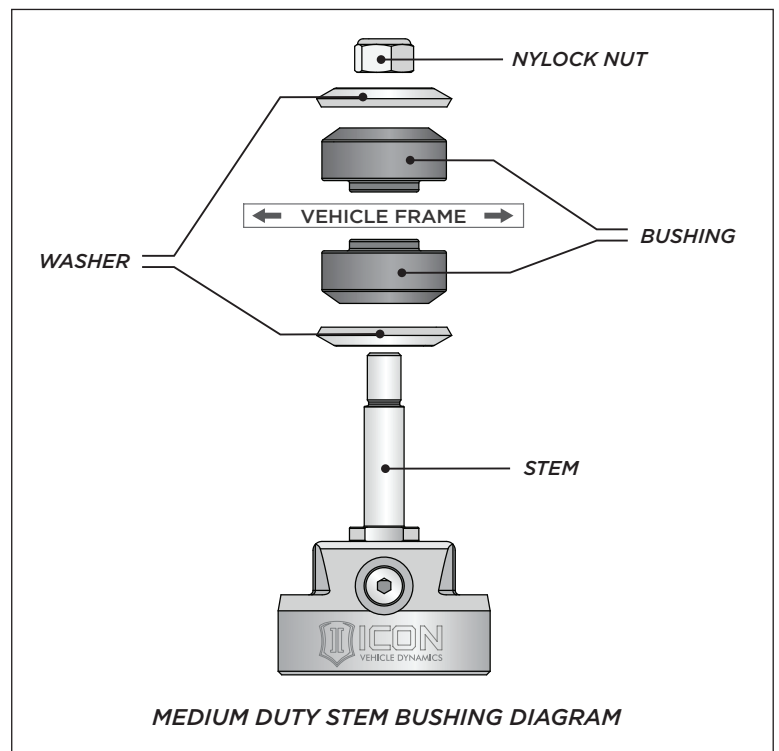 NYLOCK NUT
VEHICLE FRAME
BUSHING
WASHER
STEM
ICON
VEHICLE DYNAMICS
MEDIUM DUTY STEM BUSHING DIAGRAM